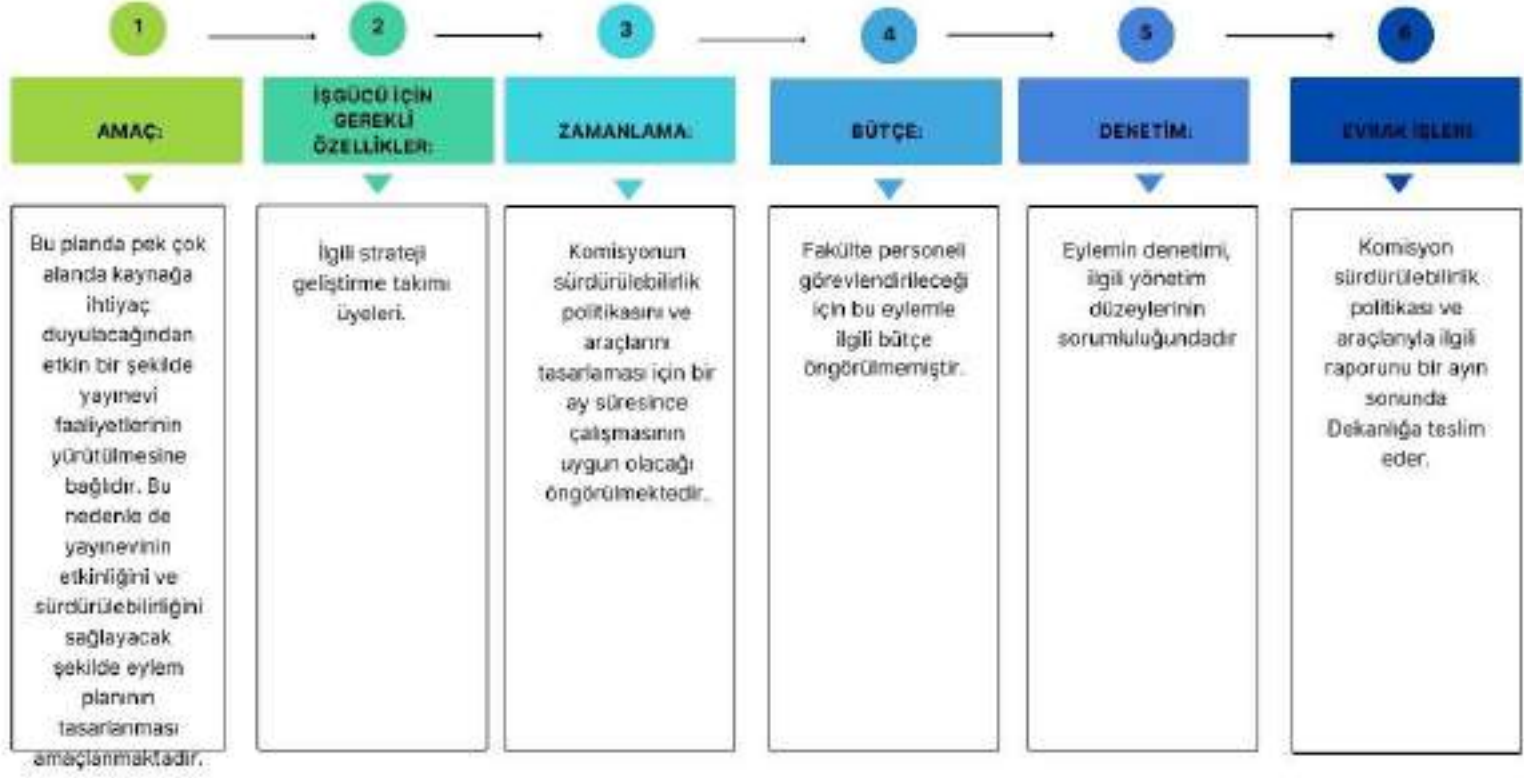 1
2
3
4
5
6
AMAÇ:
İŞGÜCÜ İÇİN
GEREKLİ
ÖZELLİKLER:
ZAMANLAMA:
BÜTÇE:
DENETİM:
EVRAK İŞLERİ:
Bu planda pek çok
alanda kaynağa
ihtiyaç
duyulacağından
etkin bir şekilde
yayınevi
faaliyetlerinin
yürütülmesine
bağlıdır. Bu
nedenle de
yayınevinin
etkinliğini ve
sürdürülebilirliğini
sağlayacak
şekilde eylem
planının
tasarlanması
amaçlanmaktadır.
İlgili strateji
geliştirme takımı
üyeleri.
Komisyonun
sürdürülebilirlik
politikasını ve
araçlarını
tasarlaması için bir
ay süresince
çalışmasının
uygun olacağı
öngörülmektedir.
Fakülte personeli
görevlendirileceği
için bu eylemle
ilgili bütçe
öngörülmemiştir.
Eylemin denetimi,
ilgili yönetim
düzeylerinin
sorumluluğundadır
Komisyon
sürdürülebilirlik
politikası ve
araçlarıyla ilgili
raporunu bir ayın
sonunda
Dekanlığa teslim
eder.